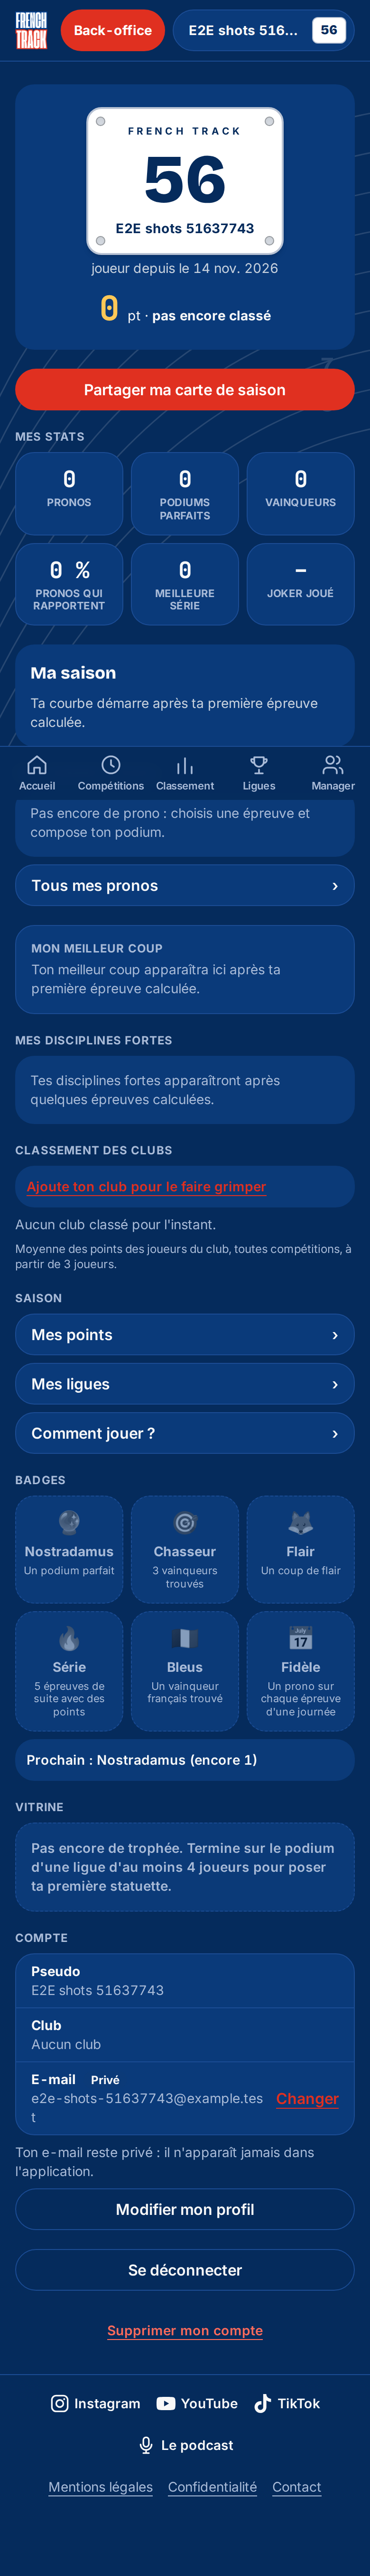 FRENCH
TRACK
Back-office
E2E shots 516...
56
FRENCH TRACK
56
E2E shots 51637743
joueur depuis le 14 nov. 2026
0 pt · pas encore classé
Partager ma carte de saison
MES STATS
0
PRONOS
0
PODIUMS
PARFAITS
0
VAINQUEURS
0 %
PRONOS QUI
RAPPORTENT
0
MEILLEURE
SÉRIE
–
JOKER JOUÉ
Ma saison
Ta courbe démarre après ta première épreuve
calculée.
Accueil
Compétitions
Classement
Ligues
Manager
Pas encore de prono : choisis une épreuve et
compose ton podium.
Tous mes pronos ›
MON MEILLEUR COUP
Ton meilleur coup apparaîtra ici après ta
première épreuve calculée.
MES DISCIPLINES FORTES
Tes disciplines fortes apparaîtront après
quelques épreuves calculées.
CLASSEMENT DES CLUBS
Ajoute ton club pour le faire grimper
Aucun club classé pour l'instant.
Moyenne des points des joueurs du club, toutes compétitions, à
partir de 3 joueurs.
SAISON
Mes points ›
Mes ligues ›
Comment jouer ? ›
BADGES
Nostradamus
Un podium parfait
Chasseur
3 vainqueurs
trouvés
Flair
Un coup de flair
Série
5 épreuves de
suite avec des
points
Bleus
Un vainqueur
français trouvé
July
17
Fidèle
Un prono sur
chaque épreuve
d'une journée
Prochain : Nostradamus (encore 1)
VITRINE
Pas encore de trophée. Termine sur le podium
d'une ligue d'au moins 4 joueurs pour poser
ta première statuette.
COMPTE
Pseudo
E2E shots 51637743
Club
Aucun club
E-mail Privé
e2e-shots-51637743@example.tes
t
Changer
Ton e-mail reste privé : il n'apparaît jamais dans
l'application.
Modifier mon profil
Se déconnecter
Supprimer mon compte
Instagram
YouTube
TikTok
Le podcast
Mentions légales
Confidentialité
Contact